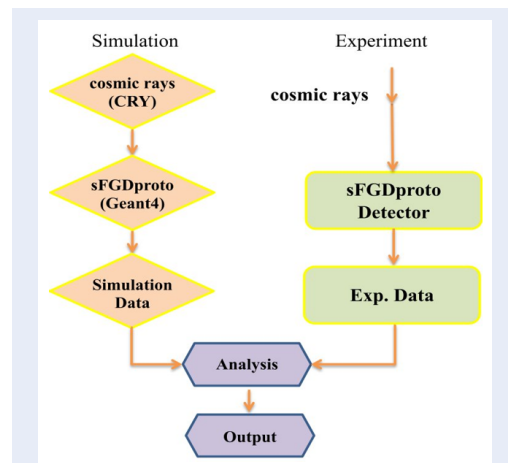 Simulation
Experiment
cosmic rays
(CRY)
cosmic rays
sFGDproto
(Geant4)
sFGDproto
Detector
Simulation
Data
Exp. Data
Analysis
Output